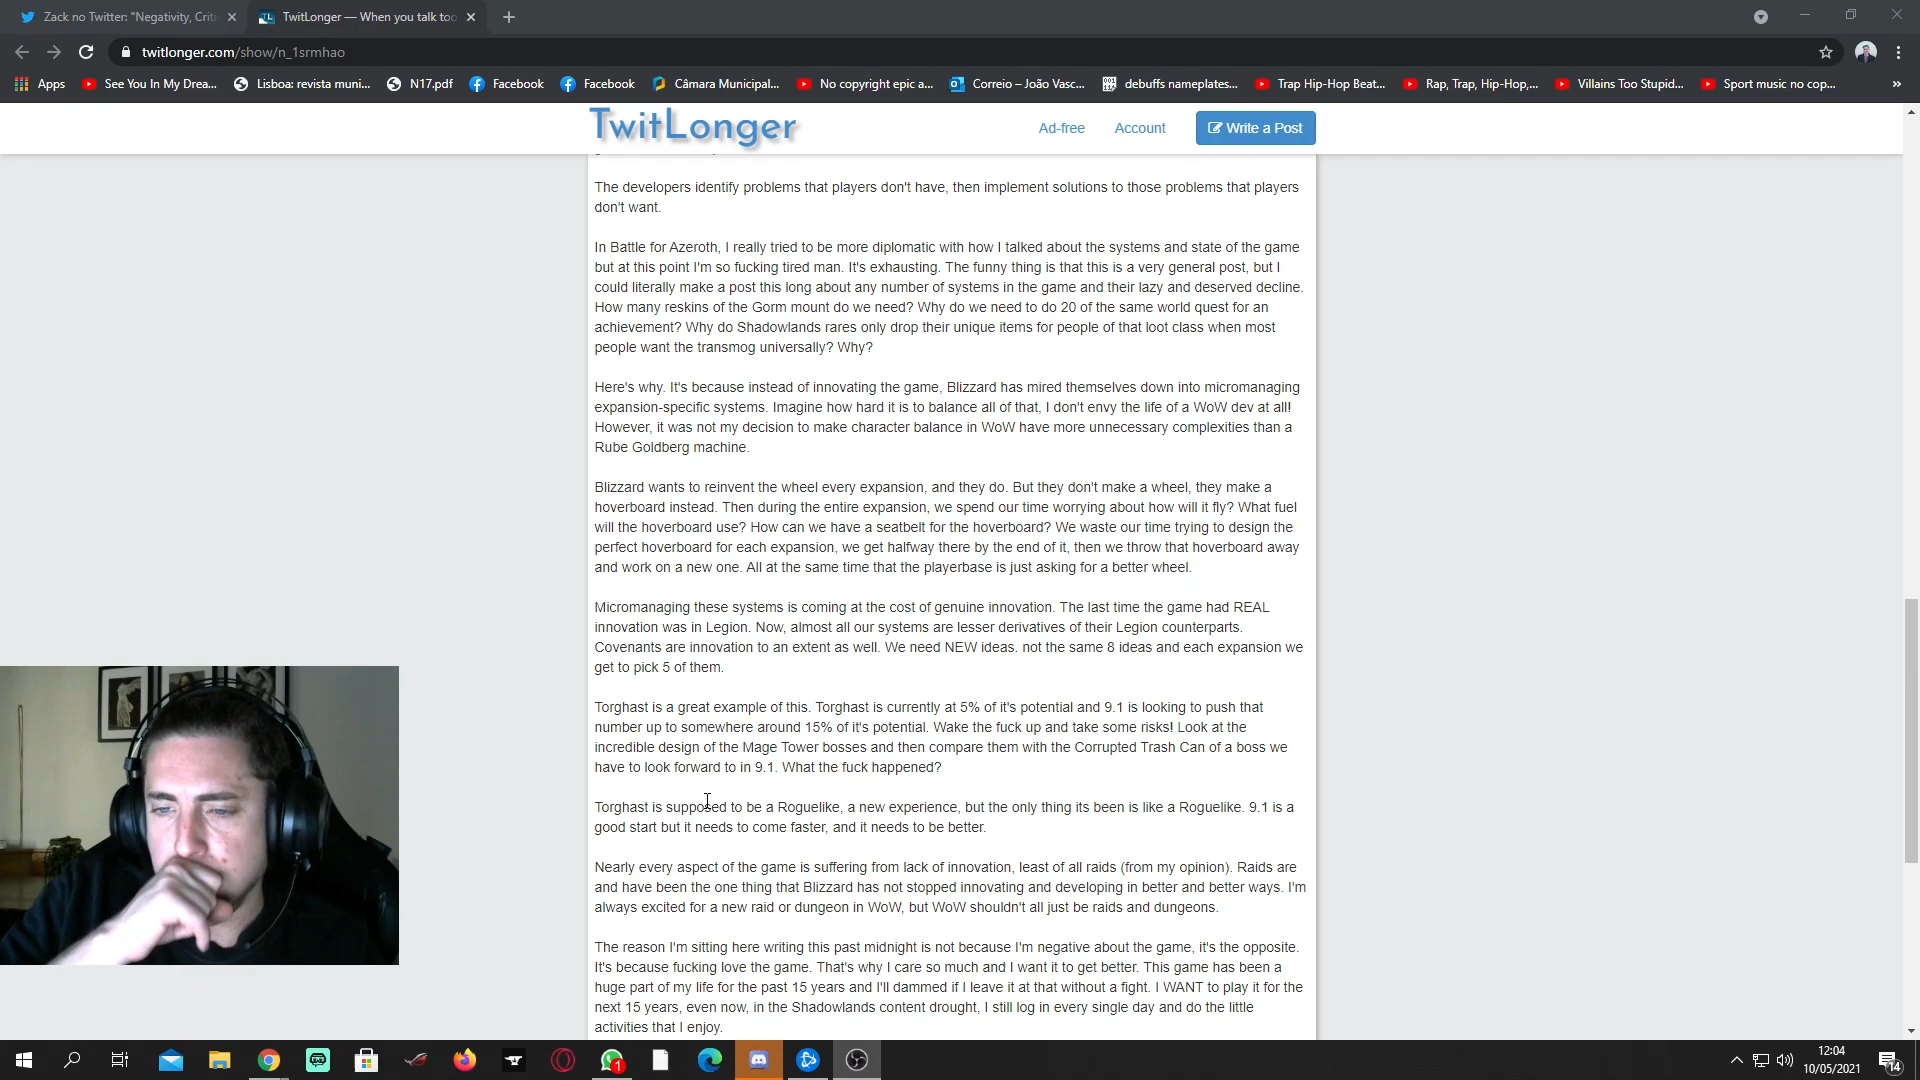 Zack no Twitter: "Negativity, Criti
TwitLonger — When you talk too
twitlonger.com/show/n_1srmhao
Apps
See You In My Drea...
Lisboa: revista muni...
N17.pdf
Facebook
Facebook
Câmara Municipal...
No copyright epic a...
Correio – João Vasc...
debuffs nameplates...
Trap Hip-Hop Beat...
Rap, Trap, Hip-Hop,...
Villains Too Stupid...
Sport music no cop...
»
TwitLonger
Ad-free
Account
Write a Post
The developers identify problems that players don't have, then implement solutions to those problems that players
don't want.
In Battle for Azeroth, I really tried to be more diplomatic with how I talked about the systems and state of the game
but at this point I'm so fucking tired man. It's exhausting. The funny thing is that this is a very general post, but I
could literally make a post this long about any number of systems in the game and their lazy and deserved decline.
How many reskins of the Gorm mount do we need? Why do we need to do 20 of the same world quest for an
achievement? Why do Shadowlands rares only drop their unique items for people of that loot class when most
people want the transmog universally? Why?
Here's why. It's because instead of innovating the game, Blizzard has mired themselves down into micromanaging
expansion-specific systems. Imagine how hard it is to balance all of that, I don't envy the life of a WoW dev at all!
However, it was not my decision to make character balance in WoW have more unnecessary complexities than a
Rube Goldberg machine.
Blizzard wants to reinvent the wheel every expansion, and they do. But they don't make a wheel, they make a
hoverboard instead. Then during the entire expansion, we spend our time worrying about how will it fly? What fuel
will the hoverboard use? How can we have a seatbelt for the hoverboard? We waste our time trying to design the
perfect hoverboard for each expansion, we get halfway there by the end of it, then we throw that hoverboard away
and work on a new one. All at the same time that the playerbase is just asking for a better wheel.
Micromanaging these systems is coming at the cost of genuine innovation. The last time the game had REAL
innovation was in Legion. Now, almost all our systems are lesser derivatives of their Legion counterparts.
Covenants are innovation to an extent as well. We need NEW ideas. not the same 8 ideas and each expansion we
get to pick 5 of them.
Torghast is a great example of this. Torghast is currently at 5% of it's potential and 9.1 is looking to push that
number up to somewhere around 15% of it's potential. Wake the fuck up and take some risks! Look at the
incredible design of the Mage Tower bosses and then compare them with the Corrupted Trash Can of a boss we
have to look forward to in 9.1. What the fuck happened?
Torghast is supposed to be a Roguelike, a new experience, but the only thing its been is like a Roguelike. 9.1 is a
good start but it needs to come faster, and it needs to be better.
Nearly every aspect of the game is suffering from lack of innovation, least of all raids (from my opinion). Raids are
and have been the one thing that Blizzard has not stopped innovating and developing in better and better ways. I'm
always excited for a new raid or dungeon in WoW, but WoW shouldn't all just be raids and dungeons.
The reason I'm sitting here writing this past midnight is not because I'm negative about the game, it's the opposite.
It's because fucking love the game. That's why I care so much and I want it to get better. This game has been a
huge part of my life for the past 15 years and I'll dammed if I leave it at that without a fight. I WANT to play it for the
next 15 years, even now, in the Shadowlands content drought, I still log in every single day and do the little
activities that I enjoy.
1
12:04
10/05/2021
14